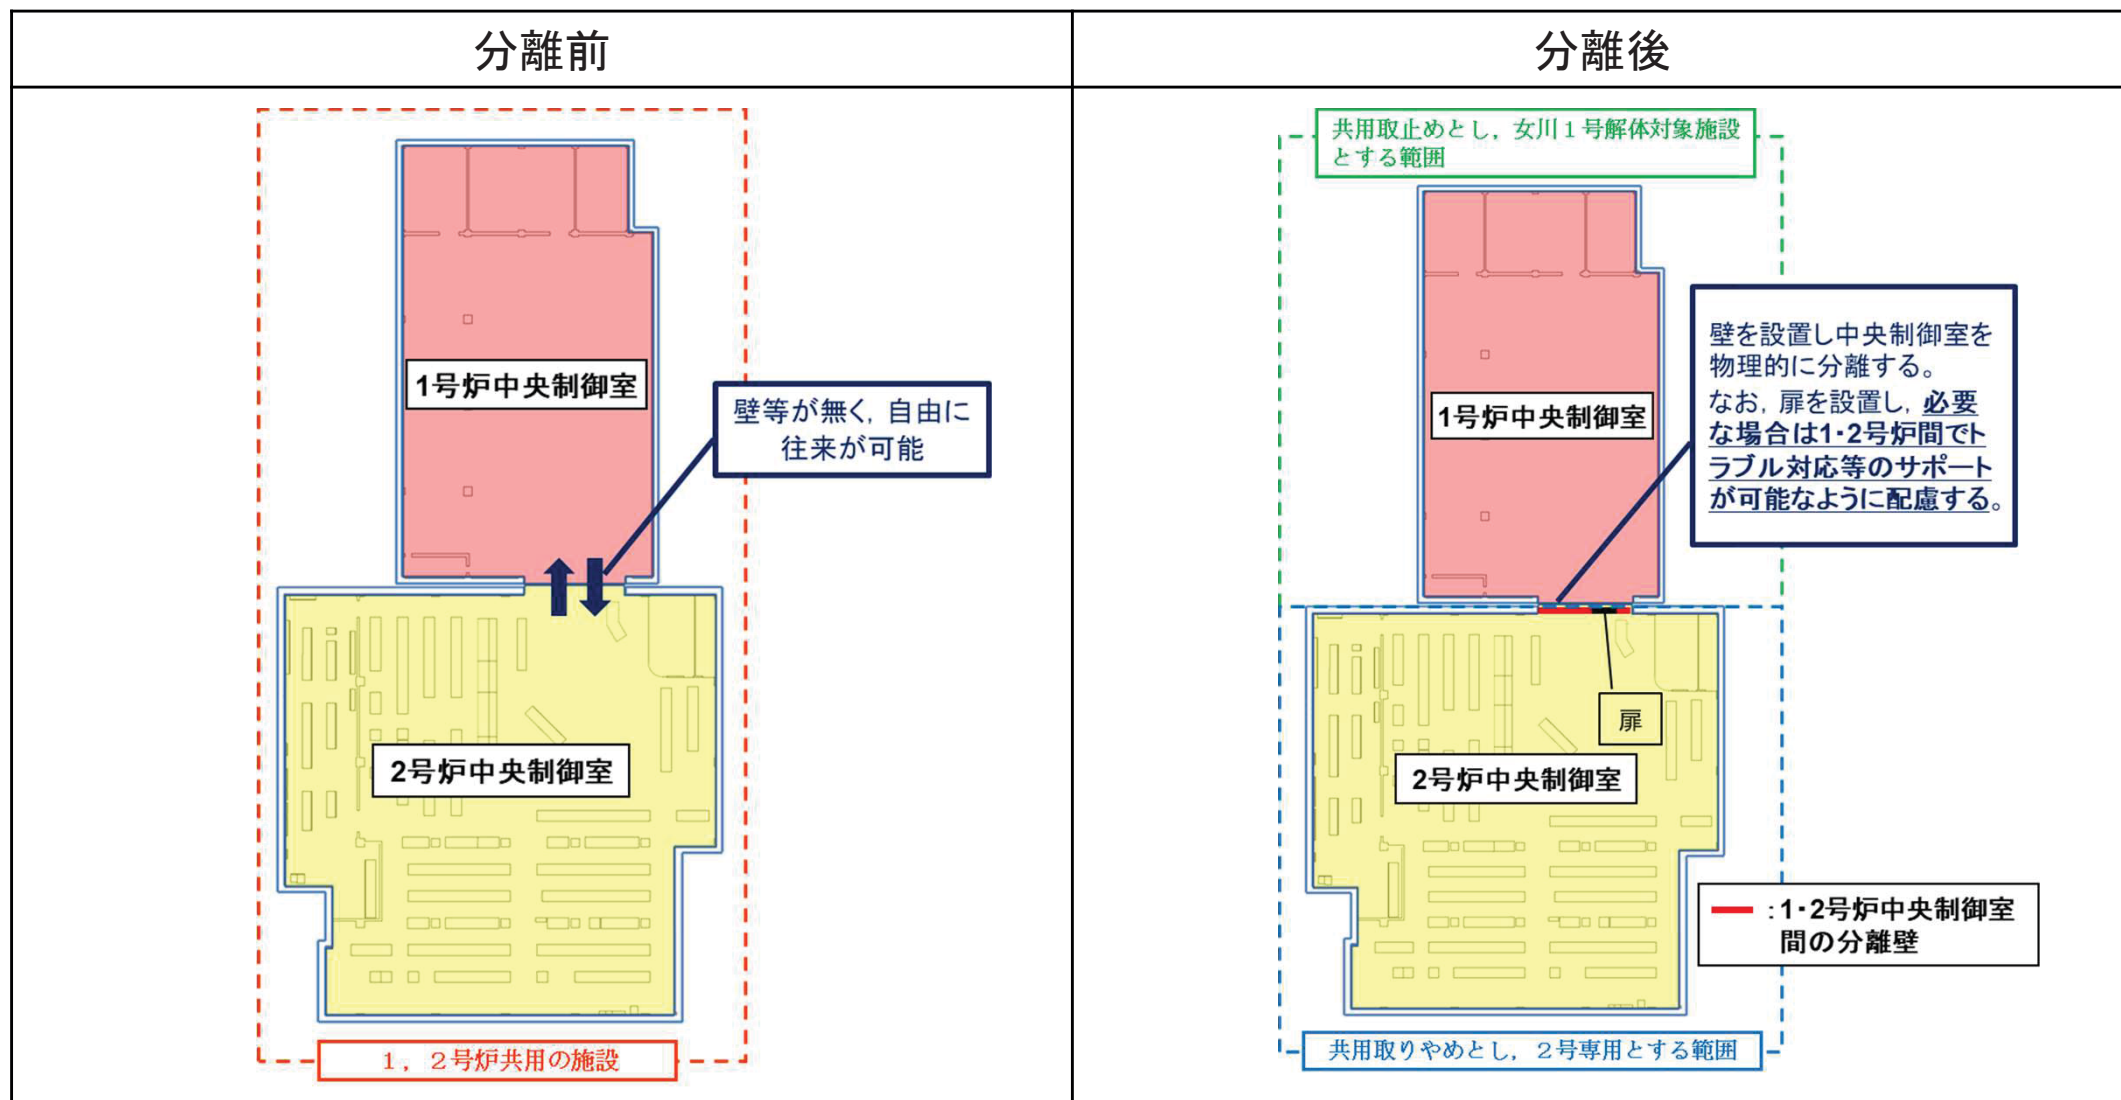 分離前
1号炉中央制御室
壁等が無く，自由に
往来が可能
2号炉中央制御室
１，２号炉共用の施設
分離後
共用取止めとし，女川１号解体対象施設
とする範囲
壁を設置し中央制御室を
物理的に分離する。
なお，扉を設置し，必要
な場合は1・2号炉間でト
ラブル対応等のサポート
が可能なように配慮する。
1号炉中央制御室
扉
2号炉中央制御室
：1・2号炉中央制御室
間の分離壁
共用取りやめとし，２号専用とする範囲